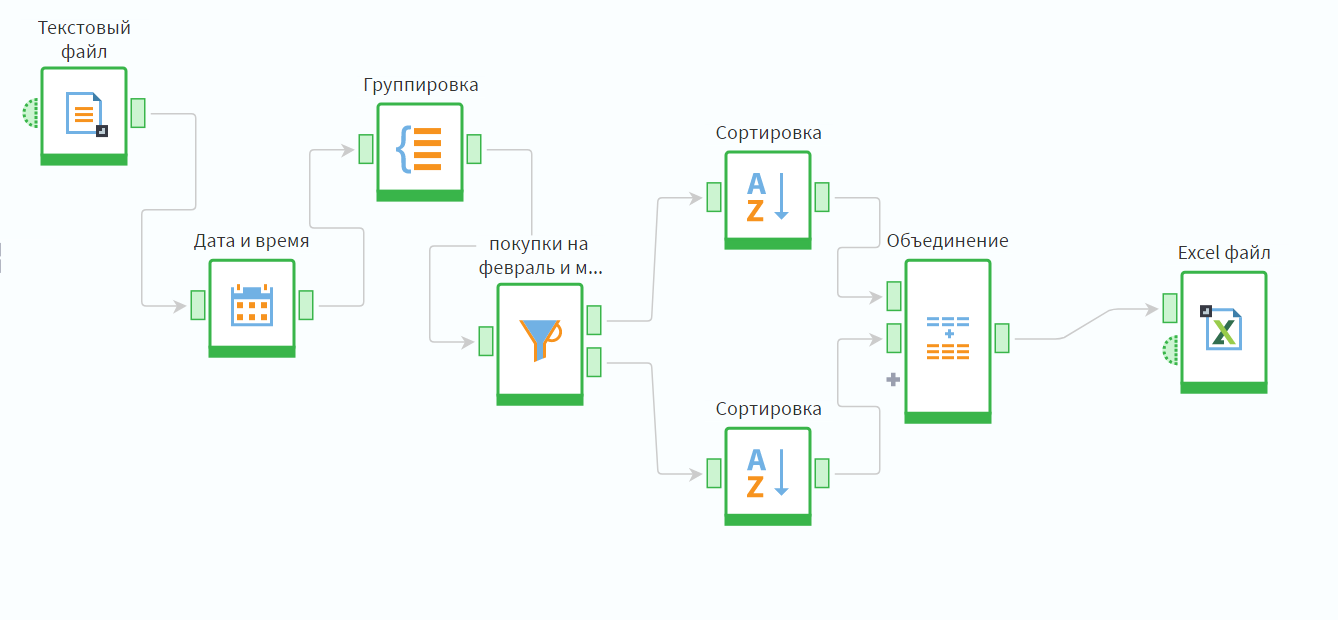 Текстовый
файл
Дата и время
Группировка
покупки на
февраль и м...
Сортировка
A
Z
Сортировка
A
Z
Объединение
Excel файл
X